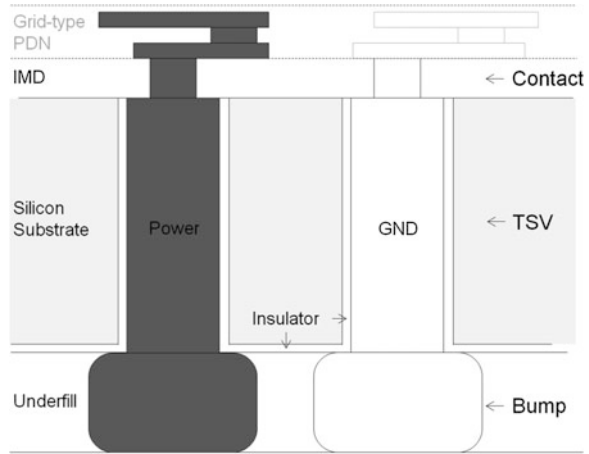 Grid-type
PDN
IMD
Contact
Silicon
Substrate
Power
GND
TSV
Insulator
Underfill
Bump